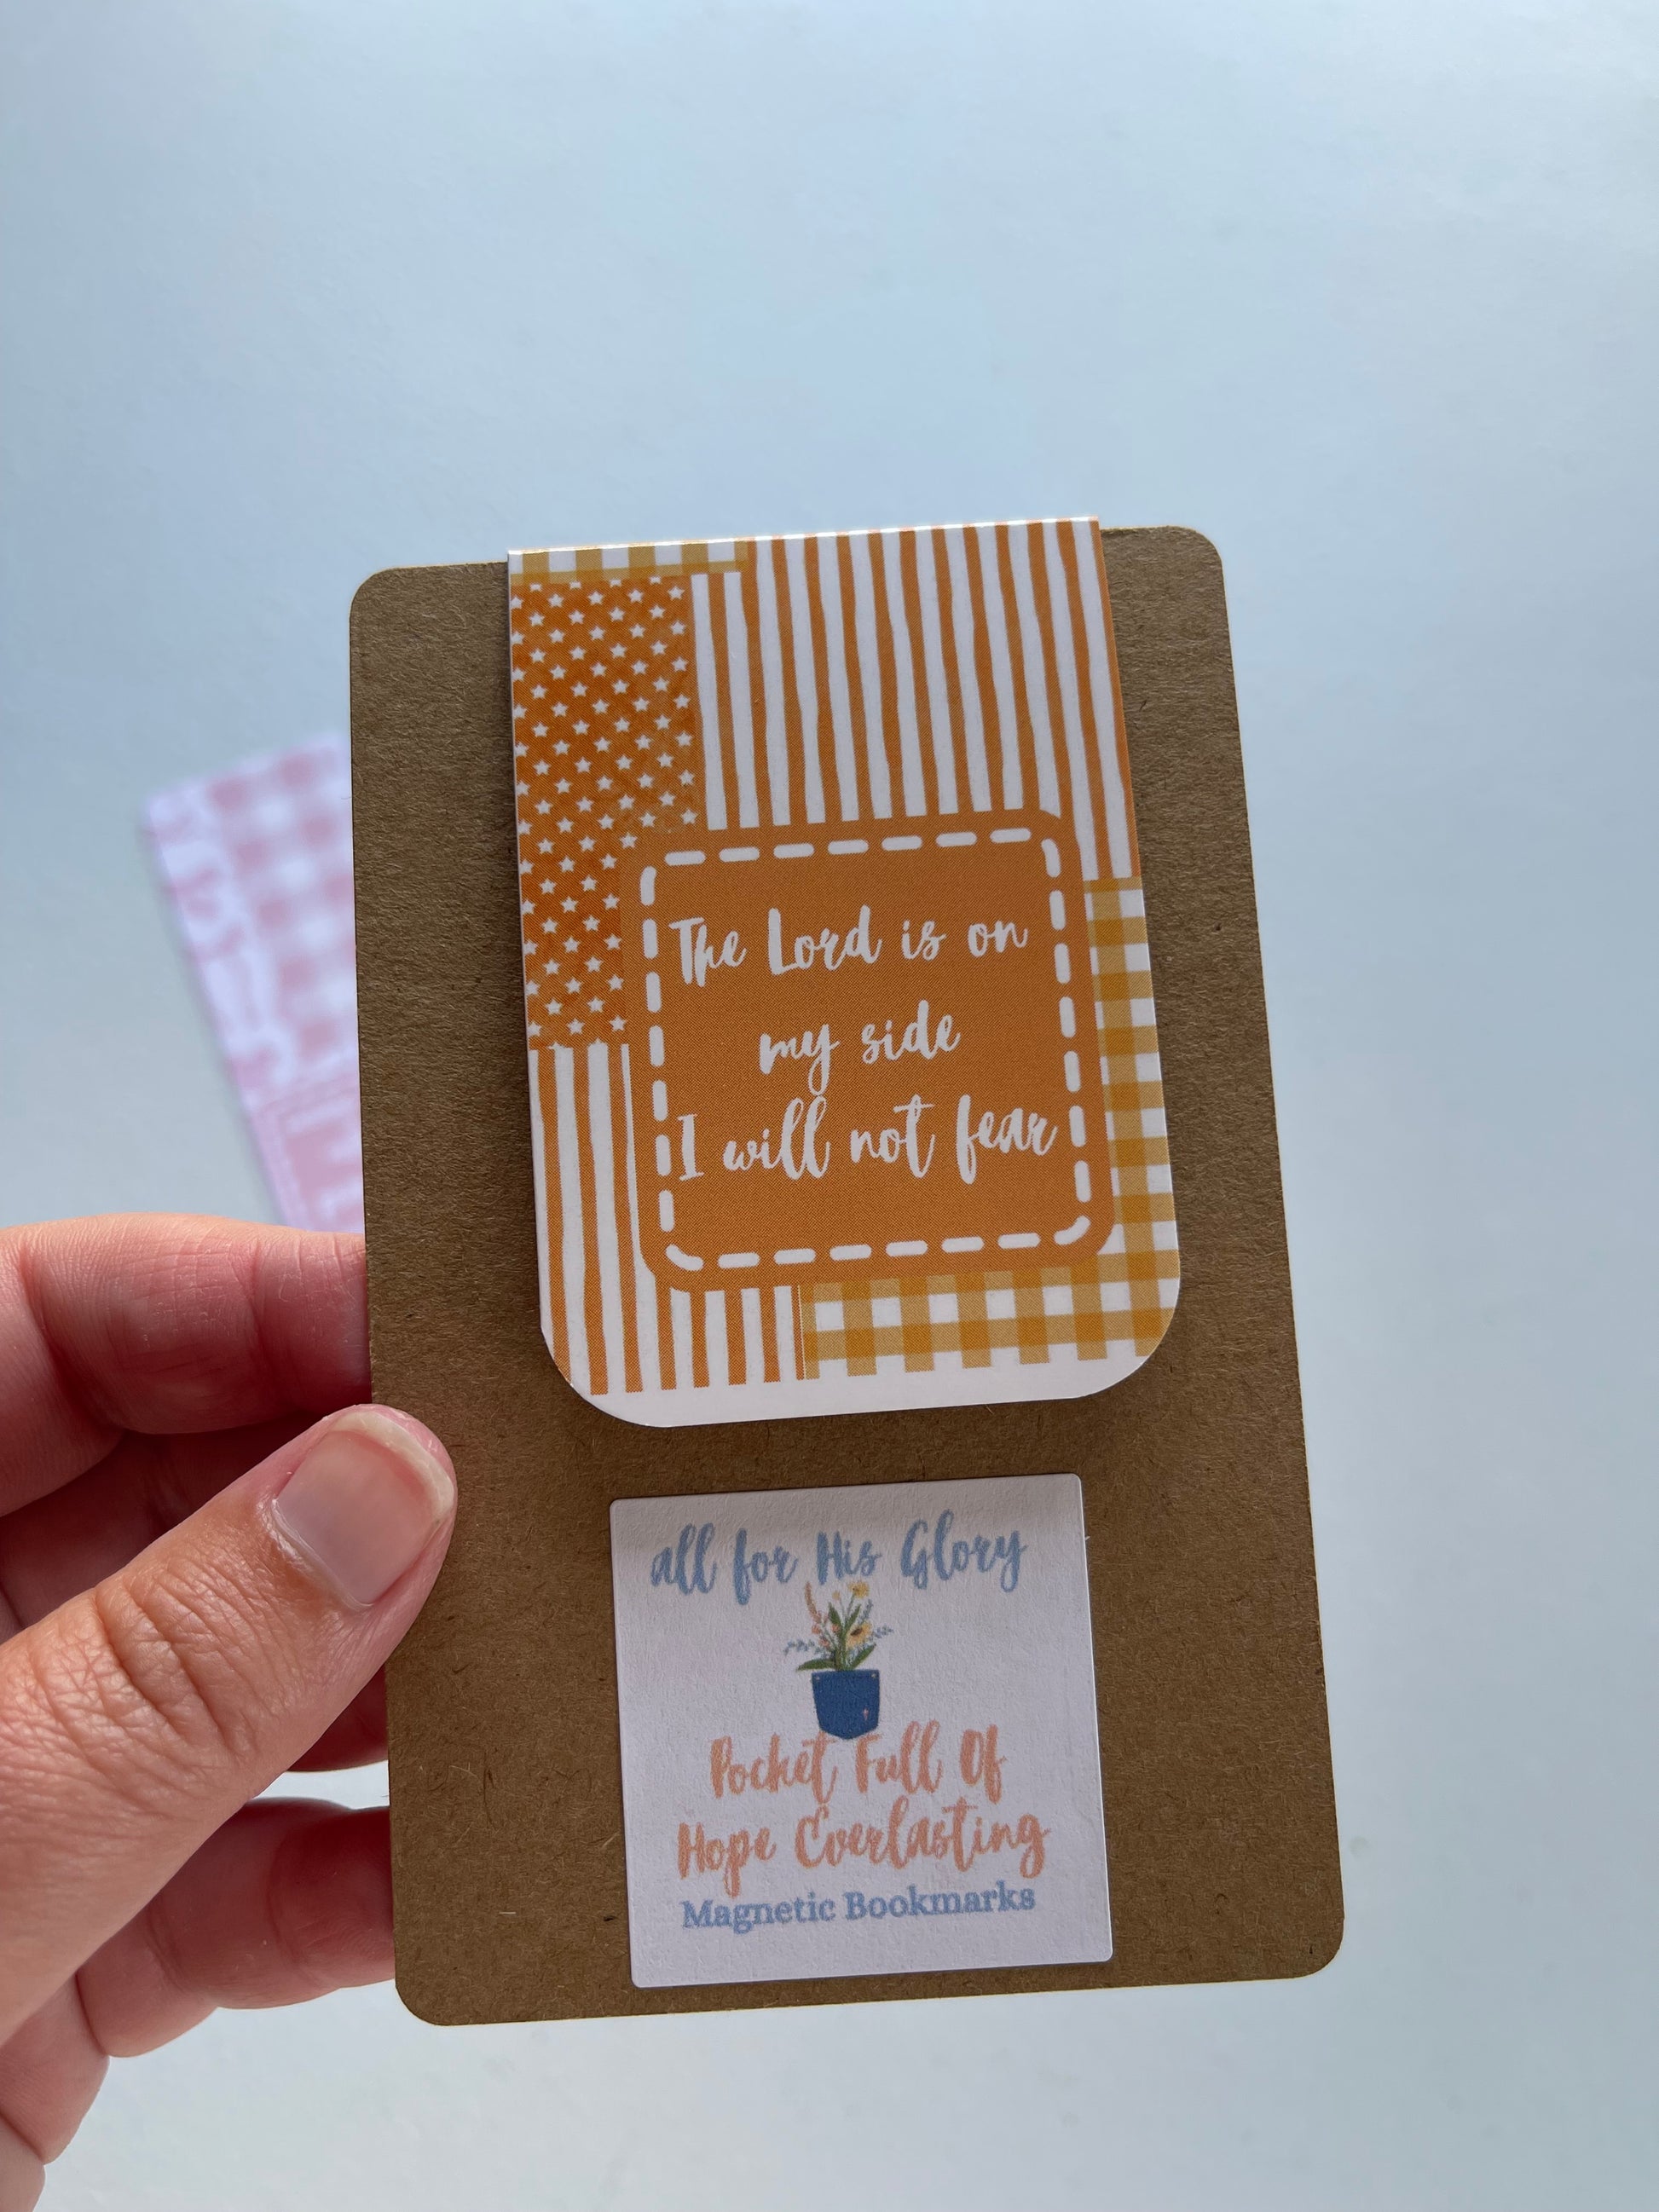 The Lord is on
my side
I will not fear
all for His Glory
Pocket Full Of
Hope Everlasting
Magnetic Bookmarks